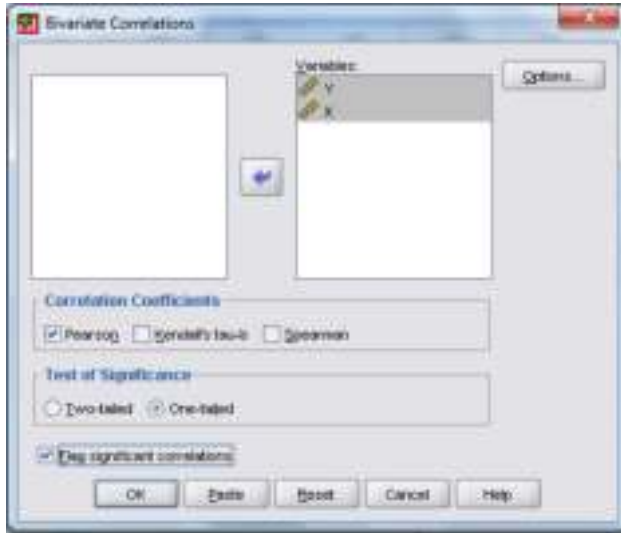 Bivariate Correlations
Variables:
Y
X
Options...
Correlation Coefficients
Pearson Kendall's tau-b Spearman
Test of Significance
Two-tailed One-tailed
Flag significant correlations
OK Paste Reset Cancel Help